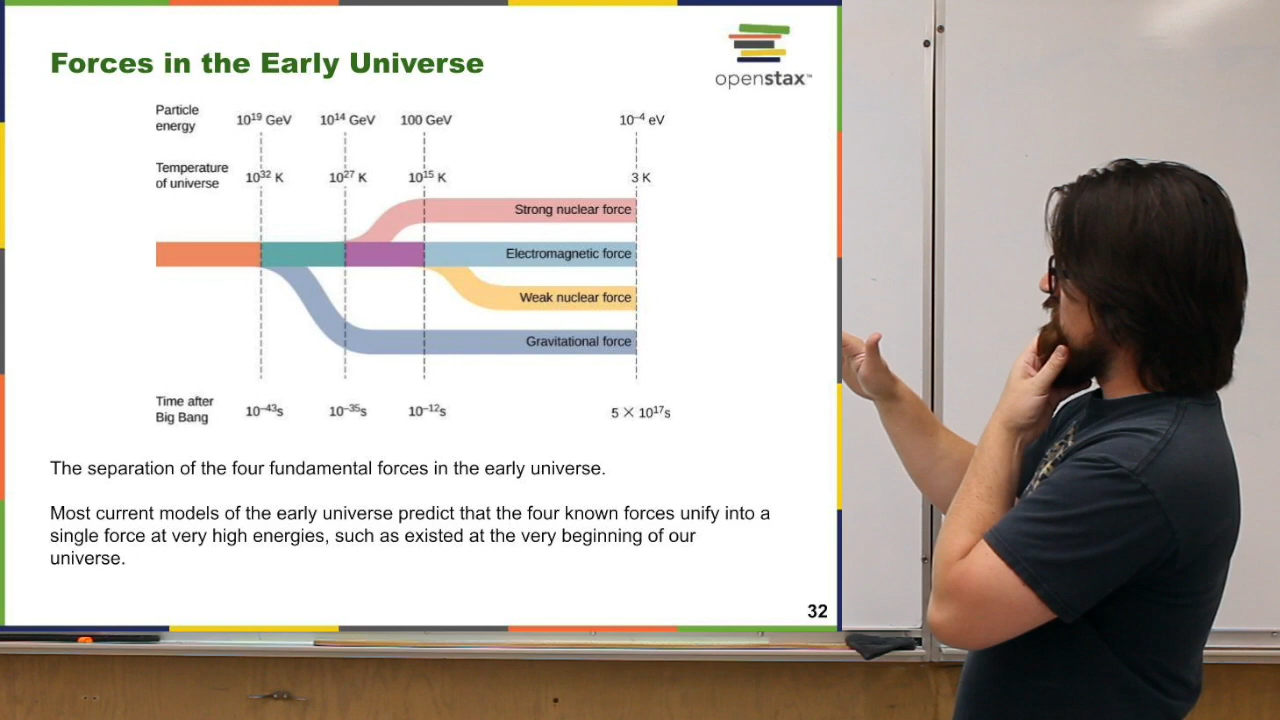 Forces in the Early Universe
openstax™
Particle
energy
10¹⁹ GeV 10¹⁴ GeV 100 GeV 10⁻⁴ eV
Temperature
of universe
10³² K 10²⁷ K 10¹⁵ K 3 K
Strong nuclear force
Electromagnetic force
Weak nuclear force
Gravitational force
Time after
Big Bang
10⁻⁴³s 10⁻³⁵s 10⁻¹²s 5 × 10¹⁷s
The separation of the four fundamental forces in the early universe.
Most current models of the early universe predict that the four known forces unify into a
single force at very high energies, such as existed at the very beginning of our
universe.
32